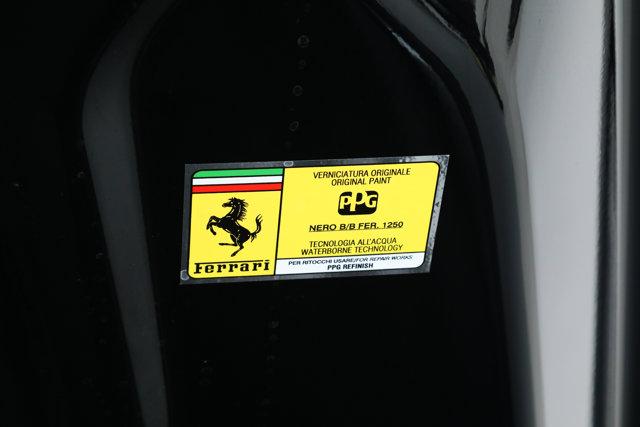 VERNICIATURA ORIGINALE
ORIGINAL PAINT
PPG
NERO B/B FER. 1250
TECNOLOGIA ALL'ACQUA
WATERBORNE TECHNOLOGY
Ferrari
PER RITOCCHI USARE/FOR REPAIR WORKS
PPG REFINISH